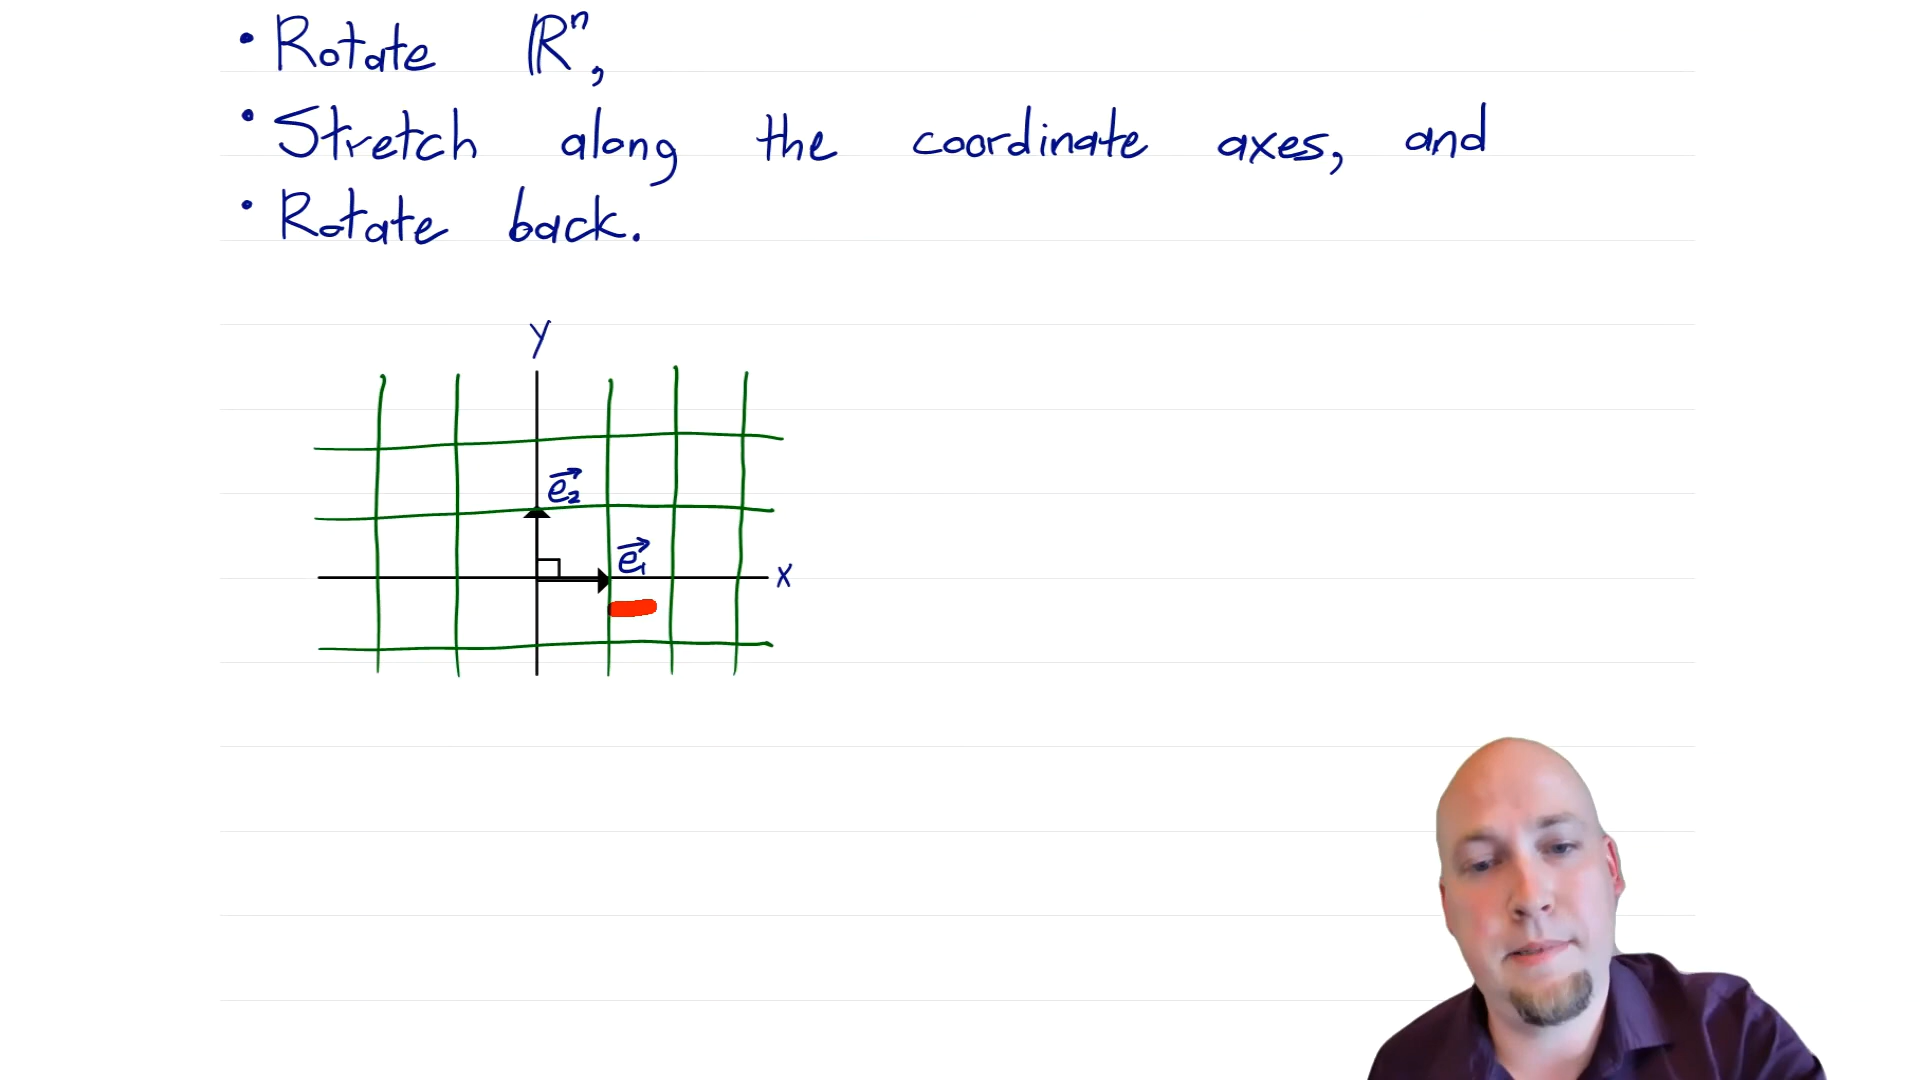 • Rotate ℝⁿ,
• Stretch along the coordinate axes, and
• Rotate back.
y
e⃗₂
e⃗₁
x